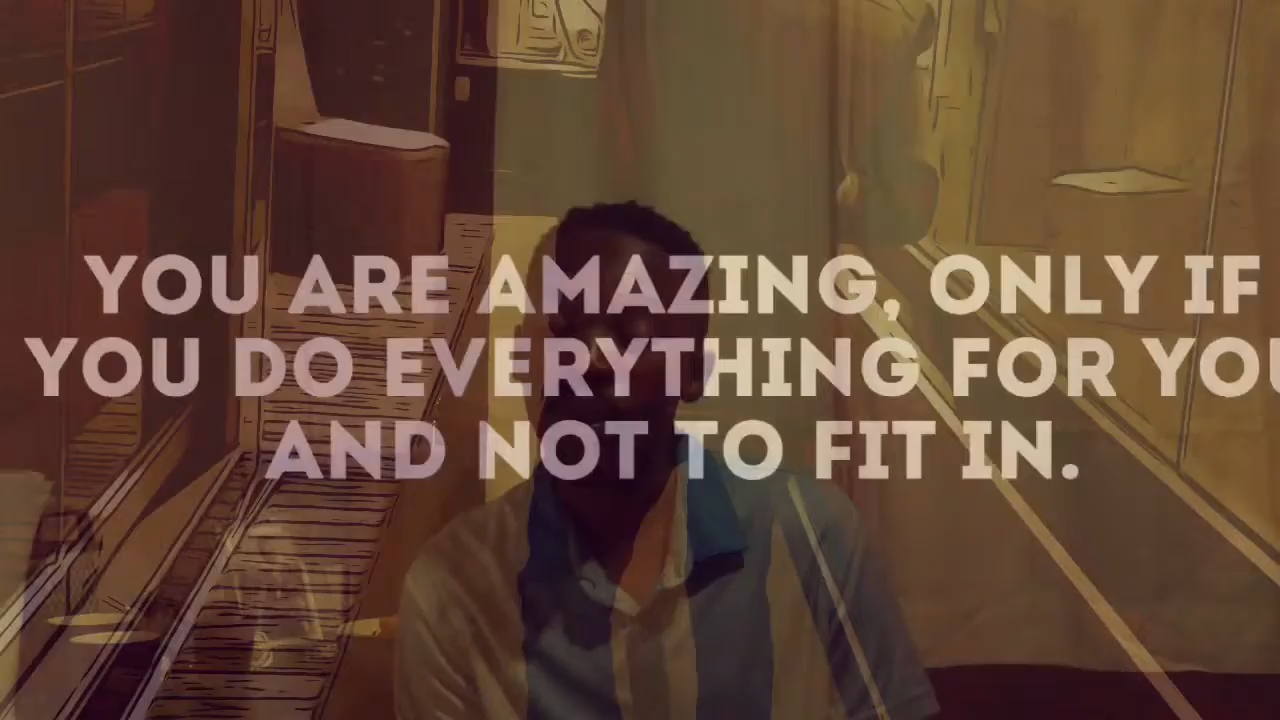 YOU ARE AMAZING, ONLY IF
YOU DO EVERYTHING FOR YOU
AND NOT TO FIT IN.